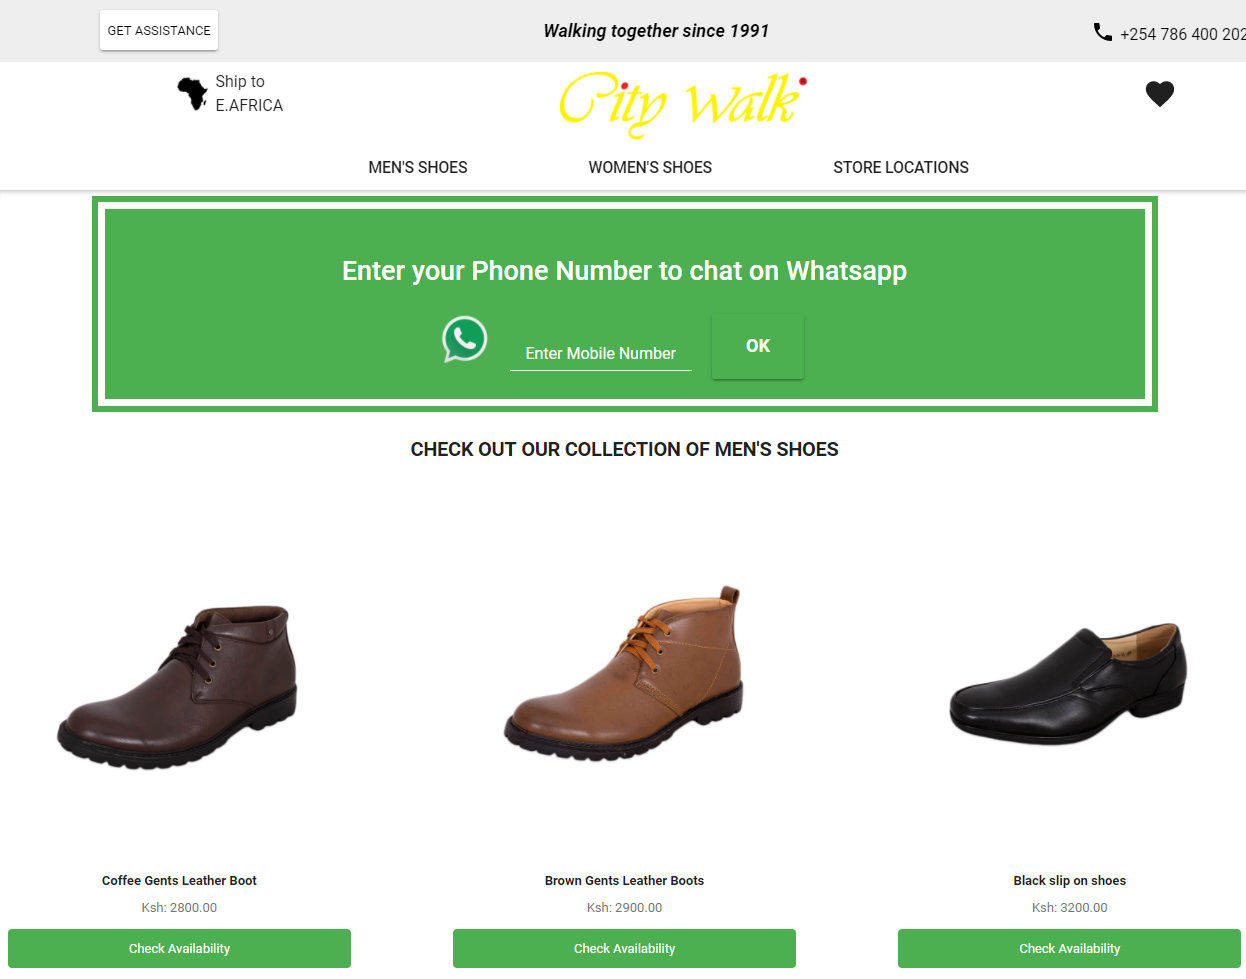 GET ASSISTANCE
Walking together since 1991
+254 786 400 202
Ship to
E.AFRICA
City Walk
MEN'S SHOES
WOMEN'S SHOES
STORE LOCATIONS
Enter your Phone Number to chat on Whatsapp
Enter Mobile Number
OK
CHECK OUT OUR COLLECTION OF MEN'S SHOES
Coffee Gents Leather Boot
Brown Gents Leather Boots
Black slip on shoes
Ksh: 2800.00
Ksh: 2900.00
Ksh: 3200.00
Check Availability
Check Availability
Check Availability